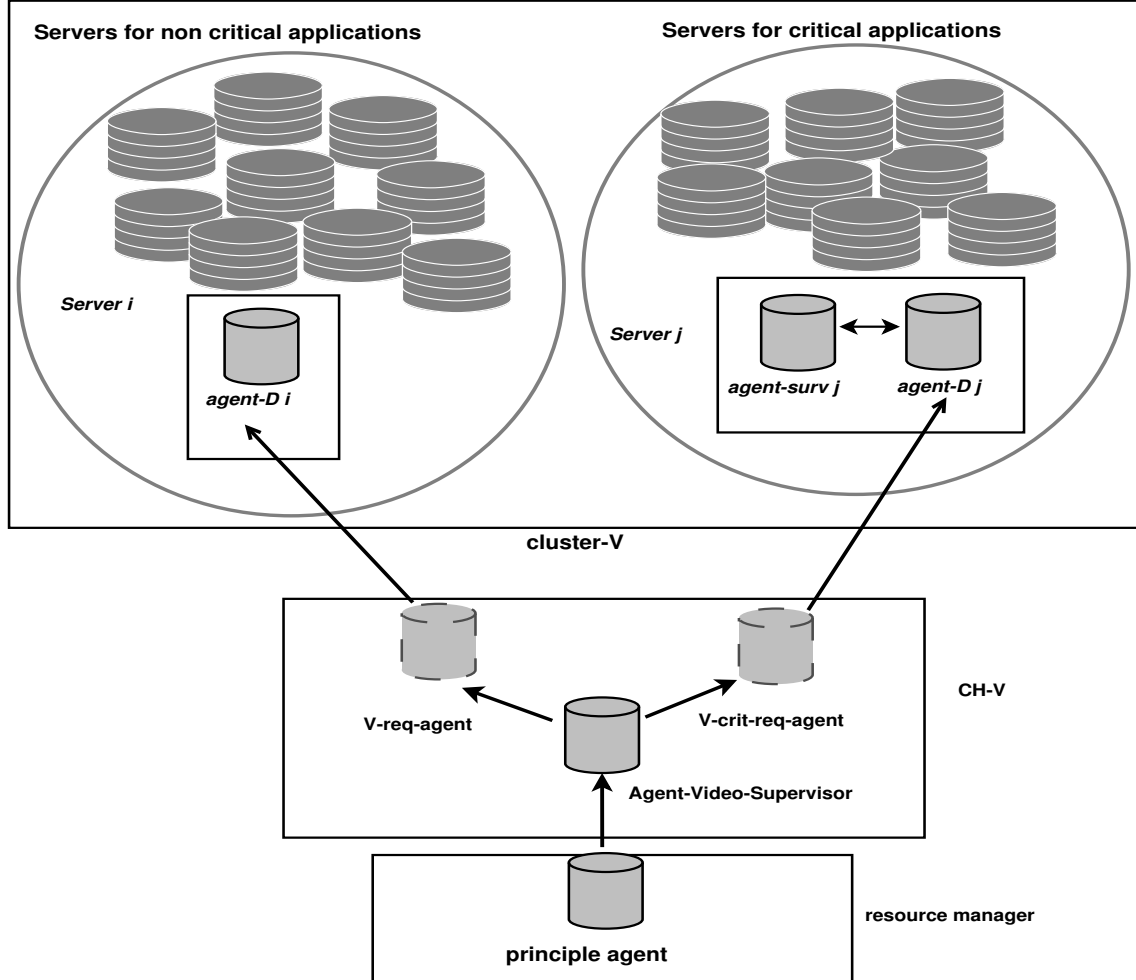 Servers for non critical applications
Servers for critical applications
Server i
agent-D i
Server j
agent-surv j
agent-D j
cluster-V
V-req-agent
V-crit-req-agent
CH-V
Agent-Video-Supervisor
resource manager
principle agent